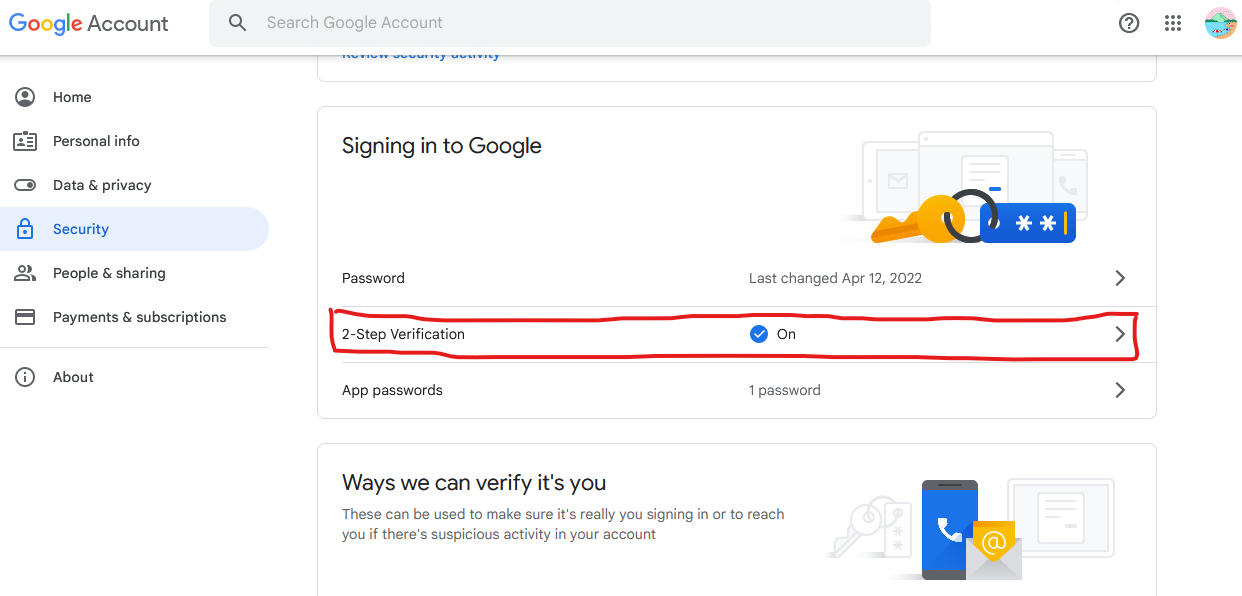 Google Account
Search Google Account
Review security activity
Home
Personal info
Data & privacy
Security
People & sharing
Payments & subscriptions
About
Signing in to Google
**
Password
Last changed Apr 12, 2022
2-Step Verification
On
App passwords
1 password
Ways we can verify it's you
These can be used to make sure it's really you signing in or to reach
you if there's suspicious activity in your account
@